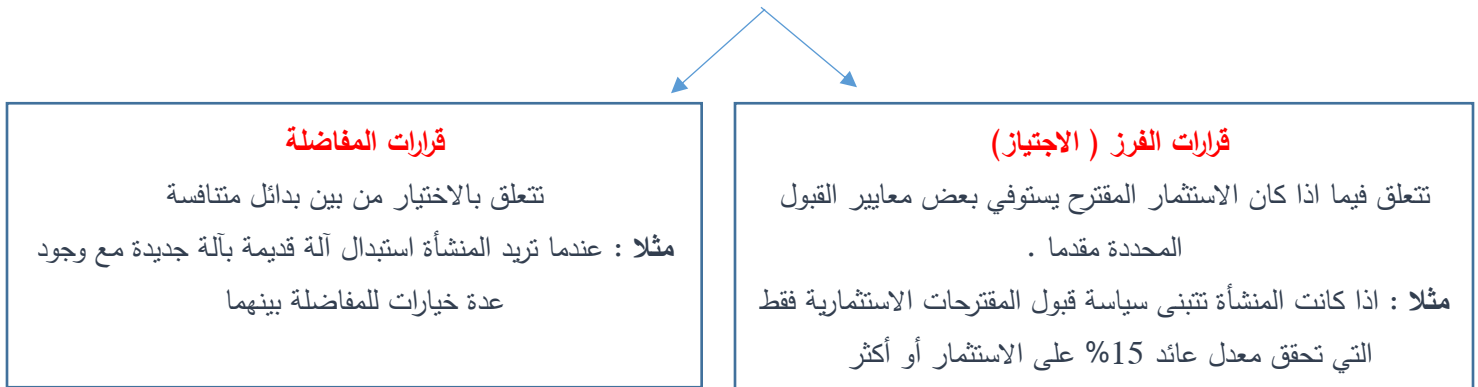 قرارات الفرز ( الاجتياز)
تتعلق فيما اذا كان الاستثمار المقترح يستوفي بعض معايير القبول
المحددة مقدما .
مثلا : اذا كانت المنشأة تتبنى سياسة قبول المقترحات الاستثمارية فقط
التي تحقق معدل عائد 15% على الاستثمار أو أكثر
قرارات المفاضلة
تتعلق بالاختيار من بين بدائل متنافسة
مثلا : عندما تريد المنشأة استبدال آلة قديمة بآلة جديدة مع وجود
عدة خيارات للمفاضلة بينهما